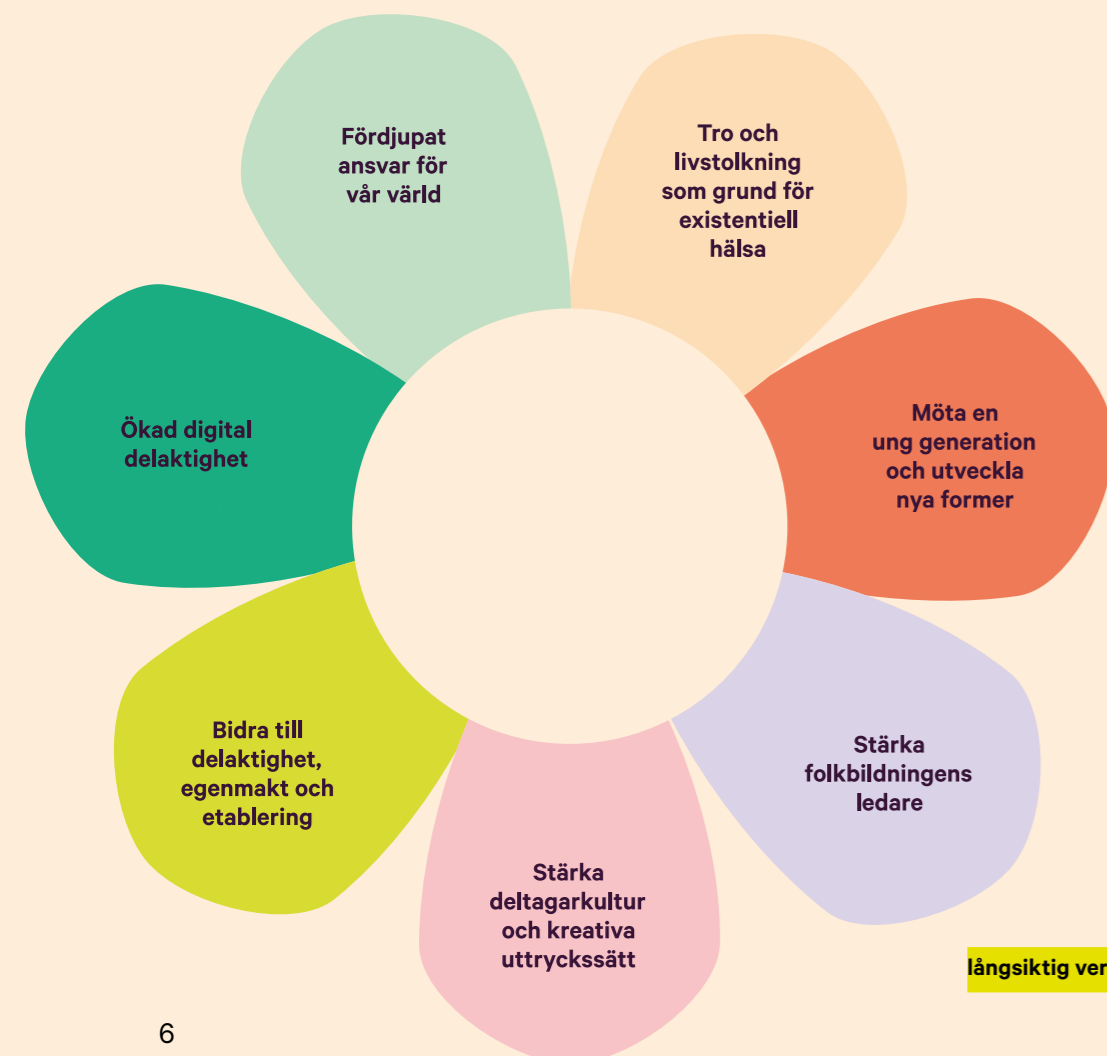 Fördjupat
ansvar för
vår värld
Tro och
livstolkning
som grund för
existentiell
hälsa
Möta en
ung generation
och utveckla
nya former
Ökad digital
delaktighet
Bidra till
delaktighet,
egenmakt och
etablering
Stärka
folkbildningens
ledare
Stärka
deltagarkultur
och kreativa
uttryckssätt
långsiktig ver
6